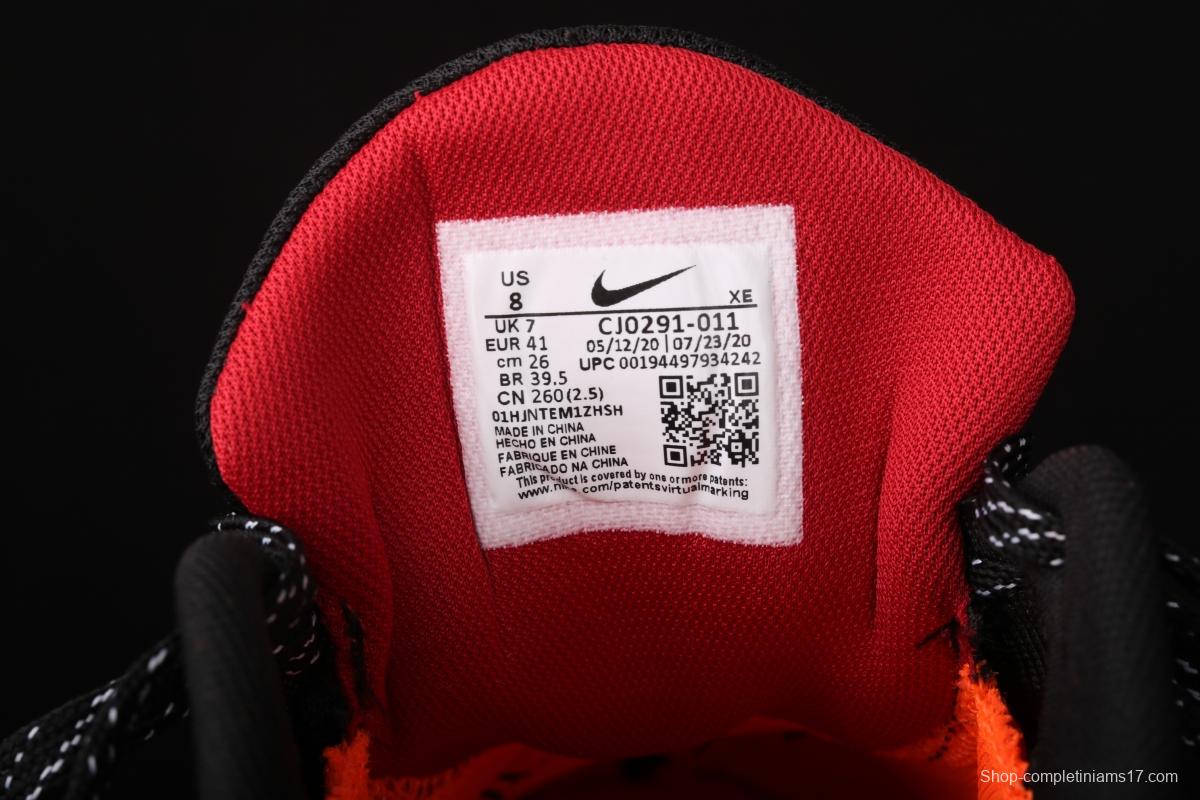 US
8
XE
UK 7
EUR 41
cm 26
BR 39.5
CN 260(2.5)
CJ0291-011
05/12/20 | 07/23/20
UPC 00194497934242
01HJNTEM1ZHSH
MADE IN CHINA
HECHO EN CHINA
FABRIQUE EN CHINE
FABRICADO NA CHINA
This product is covered by one or more patents:
www.nike.com/patentsvirtualmarking
Shop-completiniams17.com